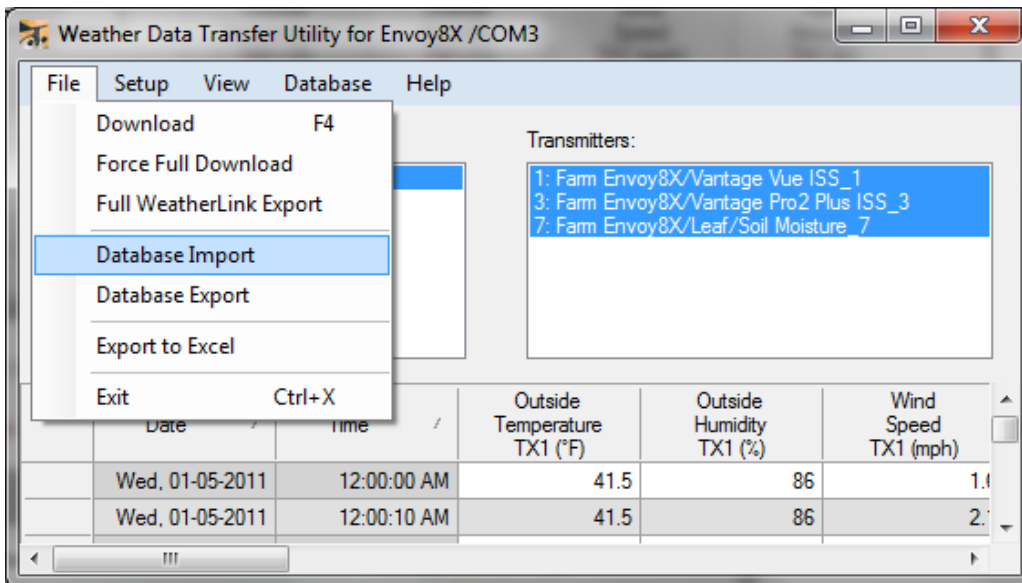 Weather Data Transfer Utility for Envoy8X /COM3
File Setup View Database Help
Download F4
Force Full Download
Full WeatherLink Export
Database Import
Database Export
Export to Excel
Exit Ctrl+X
Transmitters:
1: Farm Envoy8X/Vantage Vue ISS_1
3: Farm Envoy8X/Vantage Pro2 Plus ISS_3
7: Farm Envoy8X/Leaf/Soil Moisture_7
Date Time
Outside
Temperature
TX1 (°F)
Outside
Humidity
TX1 (%)
Wind
Speed
TX1 (mph)
Wed, 01-05-2011 12:00:00 AM 41.5 86
Wed, 01-05-2011 12:00:10 AM 41.5 86